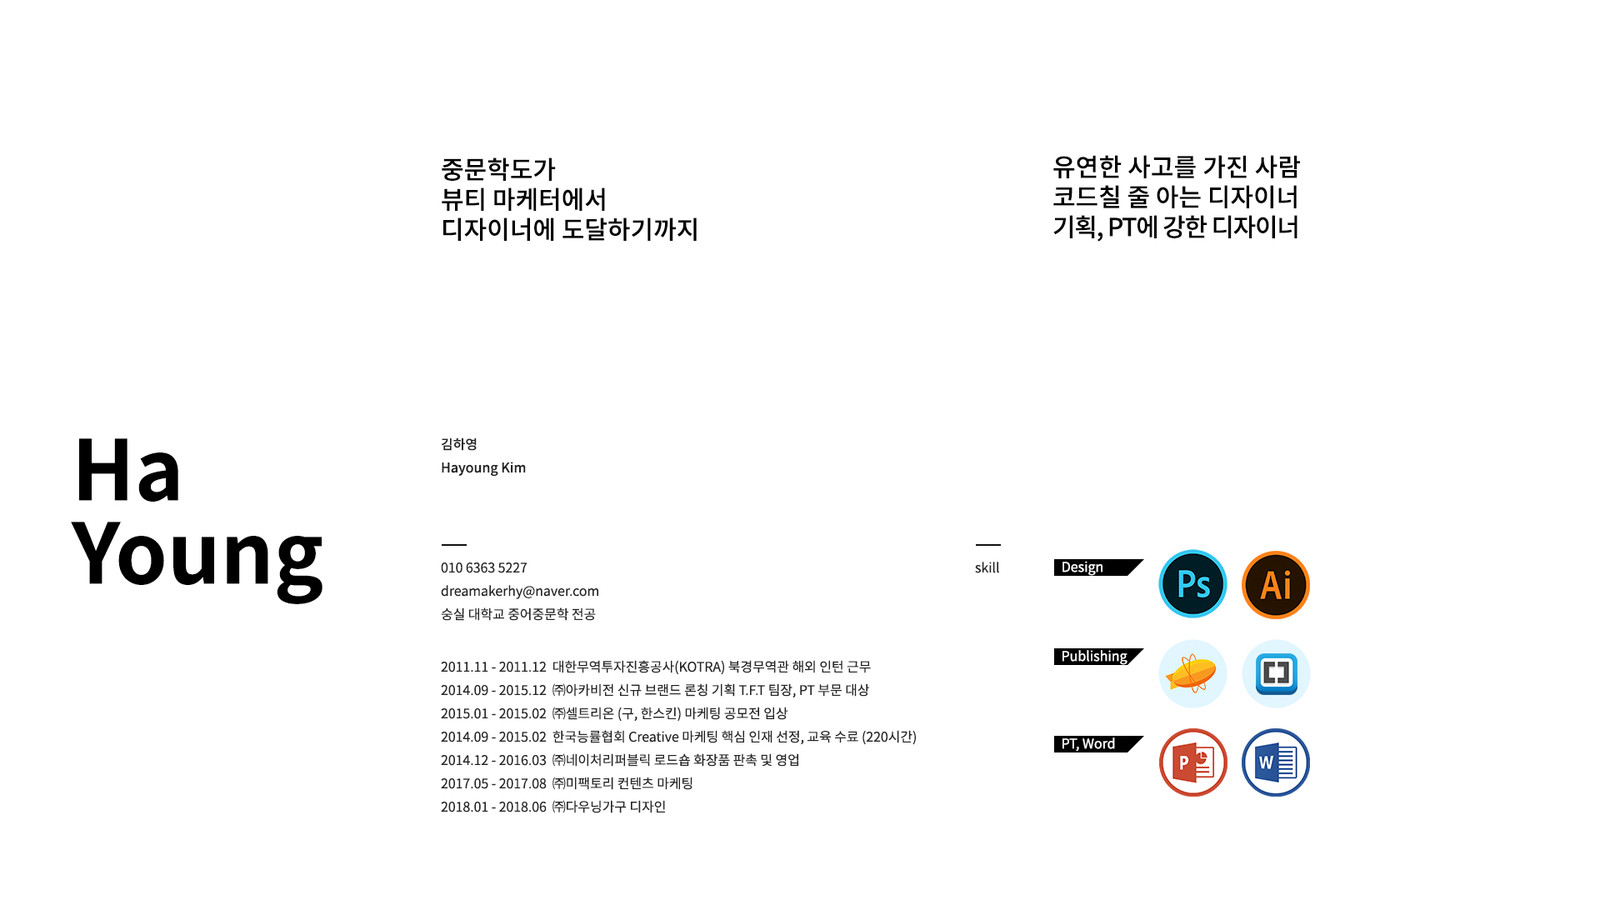 Ha
Young
중문학도가
뷰티 마케터에서
디자이너에 도달하기까지
유연한 사고를 가진 사람
코드칠 줄 아는 디자이너
기획, PT에 강한 디자이너
김하영
Hayoung Kim
010 6363 5227
dreamakerhy@naver.com
숭실 대학교 중어중문학 전공
2011.11 - 2011.12 대한무역투자진흥공사(KOTRA) 북경무역관 해외 인턴 근무
2014.09 - 2015.12 ㈜아카비전 신규 브랜드 론칭 기획 T.F.T 팀장, PT 부문 대상
2015.01 - 2015.02 ㈜셀트리온 (구, 한스킨) 마케팅 공모전 입상
2014.09 - 2015.02 한국능률협회 Creative 마케팅 핵심 인재 선정, 교육 수료 (220시간)
2014.12 - 2016.03 ㈜네이처리퍼블릭 로드숍 화장품 판촉 및 영업
2017.05 - 2017.08 ㈜미팩토리 컨텐츠 마케팅
2018.01 - 2018.06 ㈜다우닝가구 디자인
skill
Design
Ps
Ai
Publishing
PT, Word
P
W